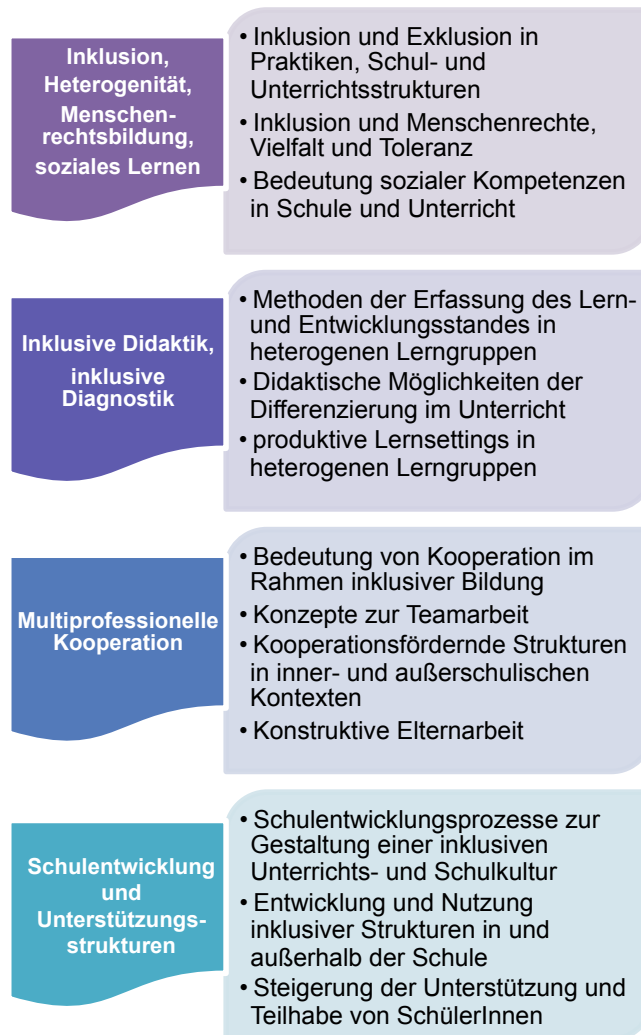 Inklusion,
Heterogenität,
Menschen-
rechtsbildung,
soziales Lernen
• Inklusion und Exklusion in
Praktiken, Schul- und
Unterrichtsstrukturen
• Inklusion und Menschenrechte,
Vielfalt und Toleranz
• Bedeutung sozialer Kompetenzen
in Schule und Unterricht
Inklusive Didaktik,
inklusive
Diagnostik
• Methoden der Erfassung des Lern-
und Entwicklungsstandes in
heterogenen Lerngruppen
• Didaktische Möglichkeiten der
Differenzierung im Unterricht
• produktive Lernsettings in
heterogenen Lerngruppen
Multiprofessionelle
Kooperation
• Bedeutung von Kooperation im
Rahmen inklusiver Bildung
• Konzepte zur Teamarbeit
• Kooperationsfördernde Strukturen
in inner- und außerschulischen
Kontexten
• Konstruktive Elternarbeit
Schulentwicklung
und
Unterstützungs-
strukturen
• Schulentwicklungsprozesse zur
Gestaltung einer inklusiven
Unterrichts- und Schulkultur
• Entwicklung und Nutzung
inklusiver Strukturen in und
außerhalb der Schule
• Steigerung der Unterstützung und
Teilhabe von SchülerInnen